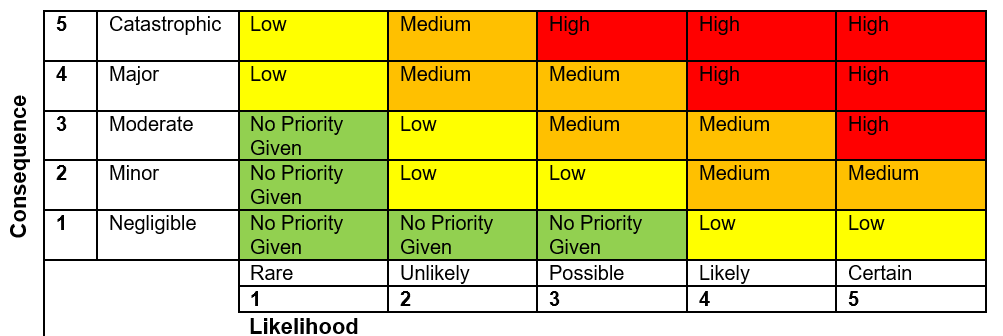 Consequence
5 Catastrophic Low Medium High High High
4 Major Low Medium Medium High High
3 Moderate No Priority Given Low Medium Medium High
2 Minor No Priority Given Low Low Medium Medium
1 Negligible No Priority Given No Priority Given No Priority Given Low Low
Rare Unlikely Possible Likely Certain
1 2 3 4 5
Likelihood